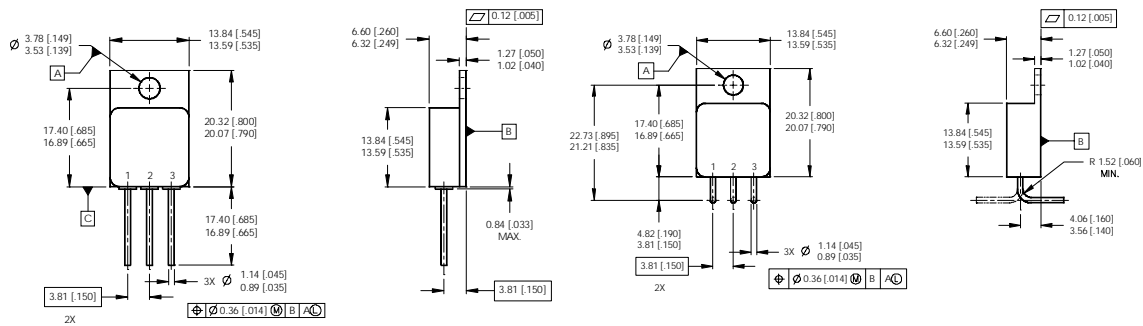 ⌀ 3.78 [.149]
3.53 [.139]
A
13.84 [.545]
13.59 [.535]
17.40 [.685]
16.89 [.665]
20.32 [.800]
20.07 [.790]
1 2 3
C
17.40 [.685]
16.89 [.665]
3X ⌀ 1.14 [.045]
0.89 [.035]
3.81 [.150]
2X
⌖ ⌀ 0.36 [.014] Ⓜ B A Ⓛ
⏥ 0.12 [.005]
6.60 [.260]
6.32 [.249]
1.27 [.050]
1.02 [.040]
13.84 [.545]
13.59 [.535]
B
0.84 [.033]
MAX.
3.81 [.150]
⌀ 3.78 [.149]
3.53 [.139]
A
13.84 [.545]
13.59 [.535]
22.73 [.895]
21.21 [.835]
17.40 [.685]
16.89 [.665]
20.32 [.800]
20.07 [.790]
1 2 3
4.82 [.190]
3.81 [.150]
3X ⌀ 1.14 [.045]
0.89 [.035]
3.81 [.150]
2X
⌖ ⌀ 0.36 [.014] Ⓜ B A Ⓛ
⏥ 0.12 [.005]
6.60 [.260]
6.32 [.249]
1.27 [.050]
1.02 [.040]
13.84 [.545]
13.59 [.535]
B
R 1.52 [.060]
MIN.
4.06 [.160]
3.56 [.140]